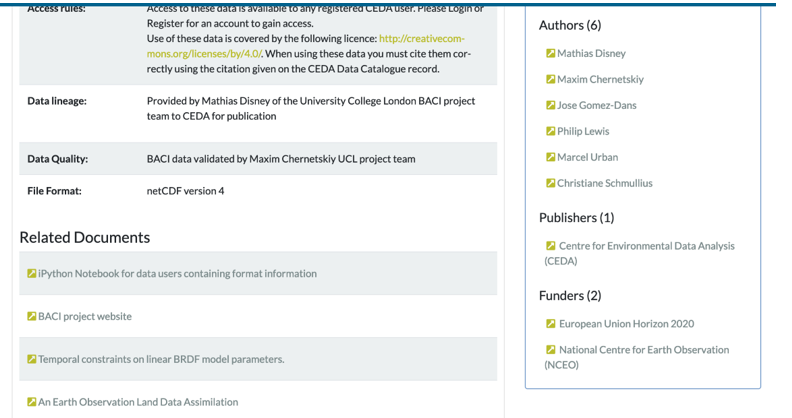 Access rules:
Access to these data is available to any registered CEDA user. Please Login or
Register for an account to gain access.
Use of these data is covered by the following licence: http://creativecom-
mons.org/licenses/by/4.0/. When using these data you must cite them cor-
rectly using the citation given on the CEDA Data Catalogue record.
Data lineage:
Provided by Mathias Disney of the University College London BACI project
team to CEDA for publication
Data Quality:
BACI data validated by Maxim Chernetskiy UCL project team
File Format:
netCDF version 4
Related Documents
iPython Notebook for data users containing format information
BACI project website
Temporal constraints on linear BRDF model parameters.
An Earth Observation Land Data Assimilation
Authors (6)
Mathias Disney
Maxim Chernetskiy
Jose Gomez-Dans
Philip Lewis
Marcel Urban
Christiane Schmullius
Publishers (1)
Centre for Environmental Data Analysis
(CEDA)
Funders (2)
European Union Horizon 2020
National Centre for Earth Observation
(NCEO)